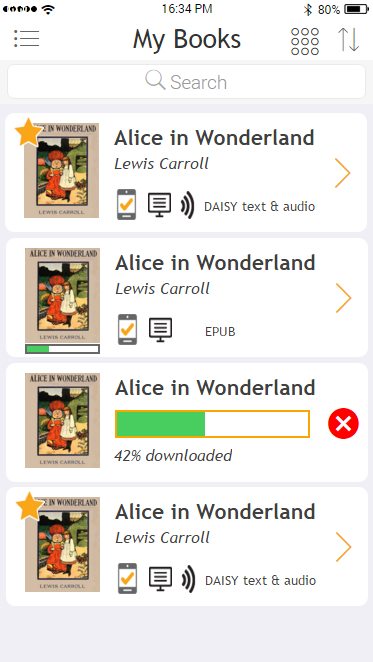 16:34 PM
80%
My Books
Search
ALICE IN WONDERLAND
LEWIS CARROLL
Alice in Wonderland
Lewis Carroll
DAISY text & audio
ALICE IN WONDERLAND
LEWIS CARROLL
Alice in Wonderland
Lewis Carroll
EPUB
ALICE IN WONDERLAND
LEWIS CARROLL
Alice in Wonderland
42% downloaded
ALICE IN WONDERLAND
LEWIS CARROLL
Alice in Wonderland
Lewis Carroll
DAISY text & audio